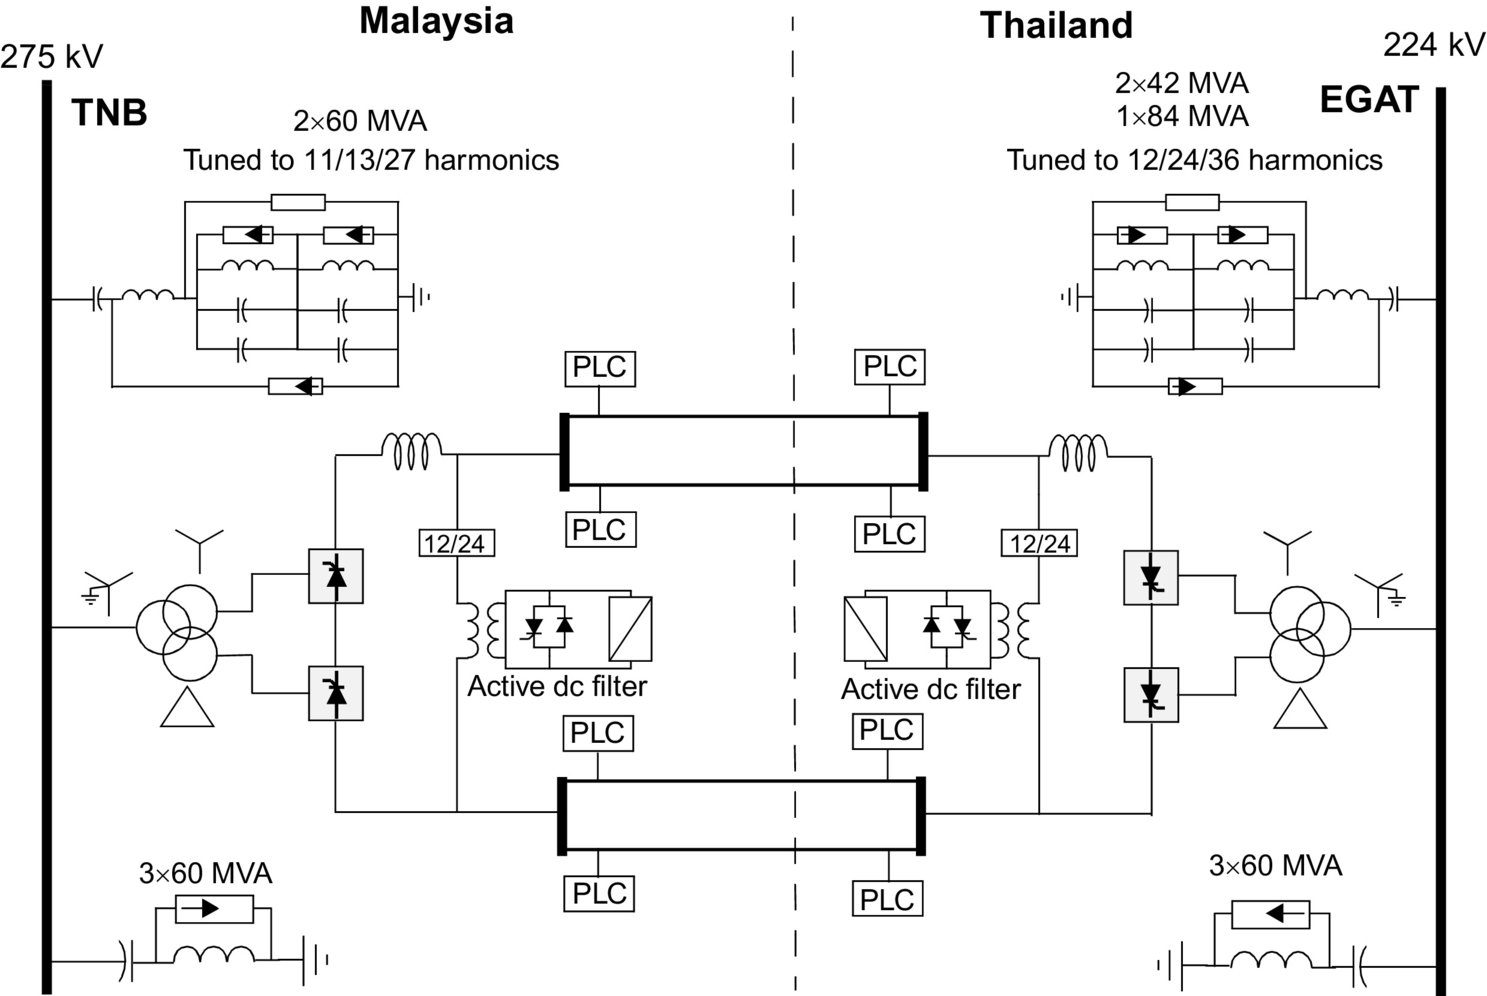 Malaysia
Thailand
275 kV
224 kV
TNB
EGAT
2×60 MVA
Tuned to 11/13/27 harmonics
2×42 MVA
1×84 MVA
Tuned to 12/24/36 harmonics
PLC
PLC
PLC
PLC
12/24
12/24
Active dc filter
Active dc filter
PLC
PLC
PLC
PLC
3×60 MVA
3×60 MVA